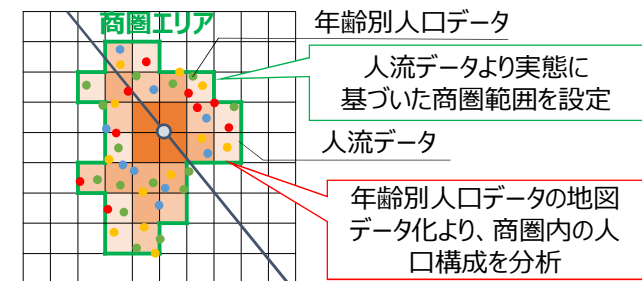 商圏エリア
年齢別人口データ
人流データより実態に
基づいた商圏範囲を設定
人流データ
年齢別人口データの地図
データ化より、商圏内の人
口構成を分析